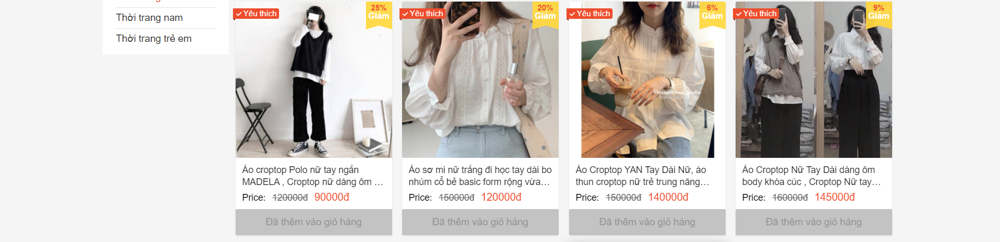 Thời trang nam
Thời trang trẻ em
Yêu thích
25%
Giảm
Áo croptop Polo nữ tay ngắn
MADELA , Croptop nữ dáng ôm ...
Price: 120000đ 90000đ
Đã thêm vào giỏ hàng
Yêu thích
20%
Giảm
Áo sơ mi nữ trắng đi học tay dài bo
nhúm cổ bẻ basic form rộng vừa...
Price: 150000đ 120000đ
Đã thêm vào giỏ hàng
Yêu thích
6%
Giảm
Vintagevibes. Studio
Áo Croptop YAN Tay Dài Nữ, áo
thun croptop nữ trẻ trung năng...
Price: 150000đ 140000đ
Đã thêm vào giỏ hàng
Yêu thích
9%
Giảm
Áo Croptop Nữ Tay Dài dáng ôm
body khóa cúc , Croptop Nữ tay...
Price: 160000đ 145000đ
Đã thêm vào giỏ hàng